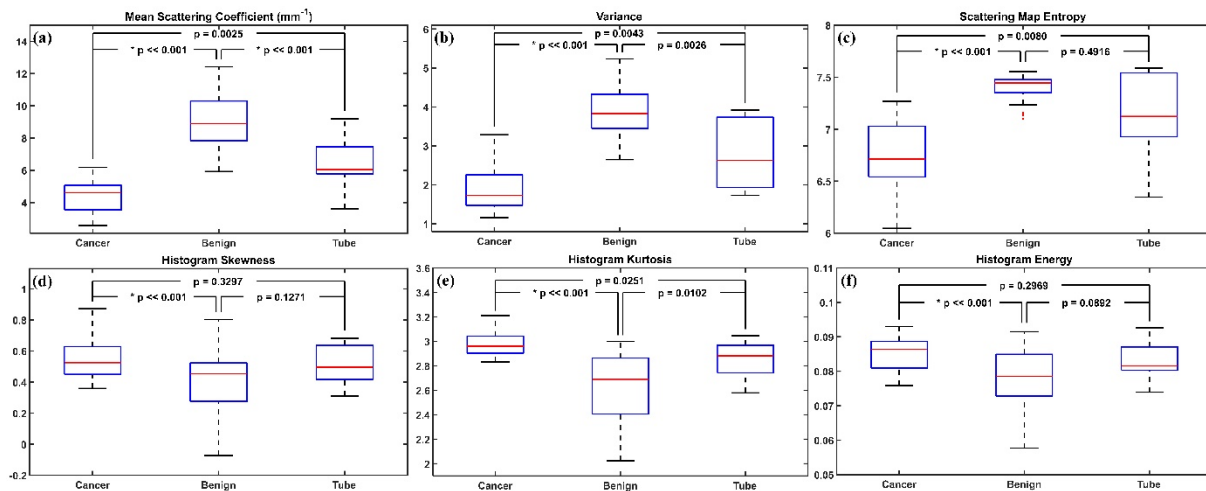 Mean Scattering Coefficient (mm⁻¹)
(a)
p = 0.0025
* p << 0.001
* p << 0.001
14
12
10
8
6
4
Cancer
Benign
Tube
Variance
(b)
p = 0.0043
* p << 0.001
p = 0.0026
6
5
4
3
2
1
Cancer
Benign
Tube
Scattering Map Entropy
(c)
p = 0.0080
* p << 0.001
p = 0.4916
8
7.5
7
6.5
6
Cancer
Benign
Tube
Histogram Skewness
(d)
p = 0.3297
* p << 0.001
p = 0.1271
1
0.8
0.6
0.4
0.2
0
-0.2
Cancer
Benign
Tube
Histogram Kurtosis
(e)
p = 0.0251
* p << 0.001
p = 0.0102
3.6
3.4
3.2
3
2.8
2.6
2.4
2.2
2
Cancer
Benign
Tube
Histogram Energy
(f)
p = 0.2969
* p << 0.001
p = 0.0892
0.11
0.1
0.09
0.08
0.07
0.06
0.05
Cancer
Benign
Tube